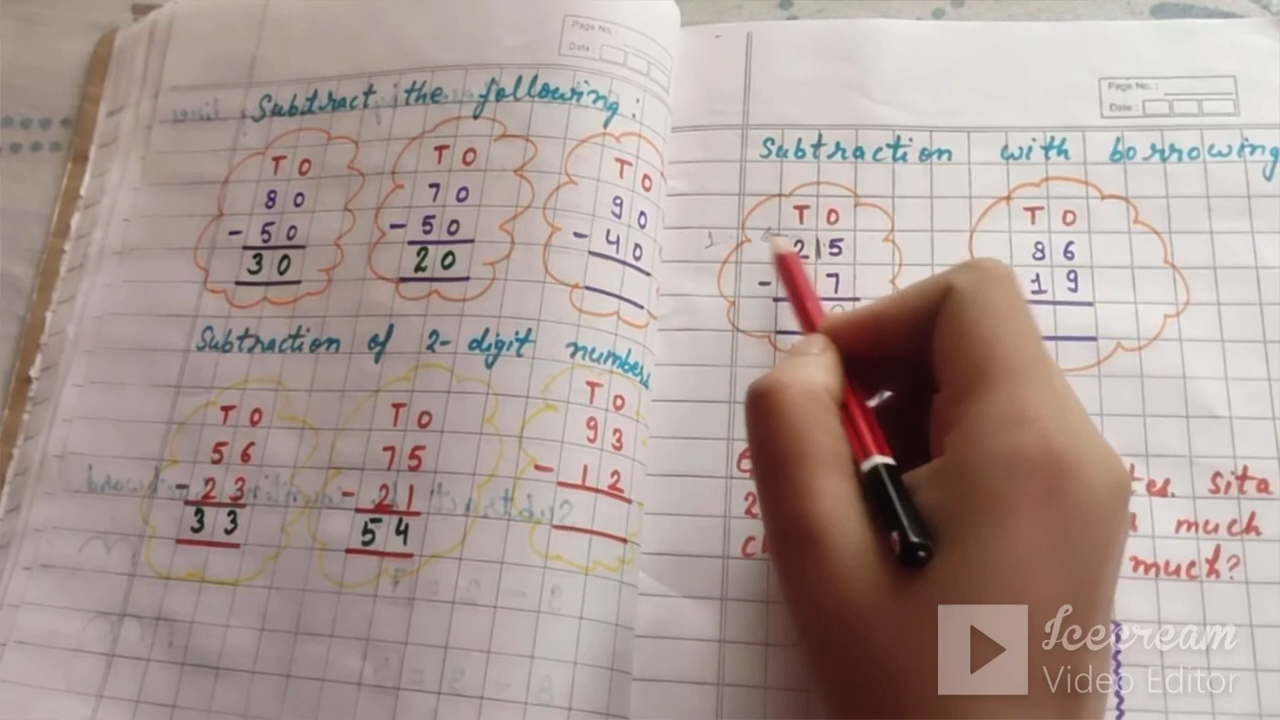 Page No.:
Date:
Subtract the following:
T O
8 0
- 5 0
3 0
T O
7 0
- 5 0
2 0
T O
9 0
- 4 0
Subtraction of 2-digit numbers
T O
5 6
- 2 3
3 3
T O
7 5
- 2 1
5 4
T O
9 3
- 1 2
Page No.:
Date:
Subtraction with borrowing
T O
1
2 15
- 7
T O
8 6
1 9
Sita
much
much?
Icecream
Video Editor